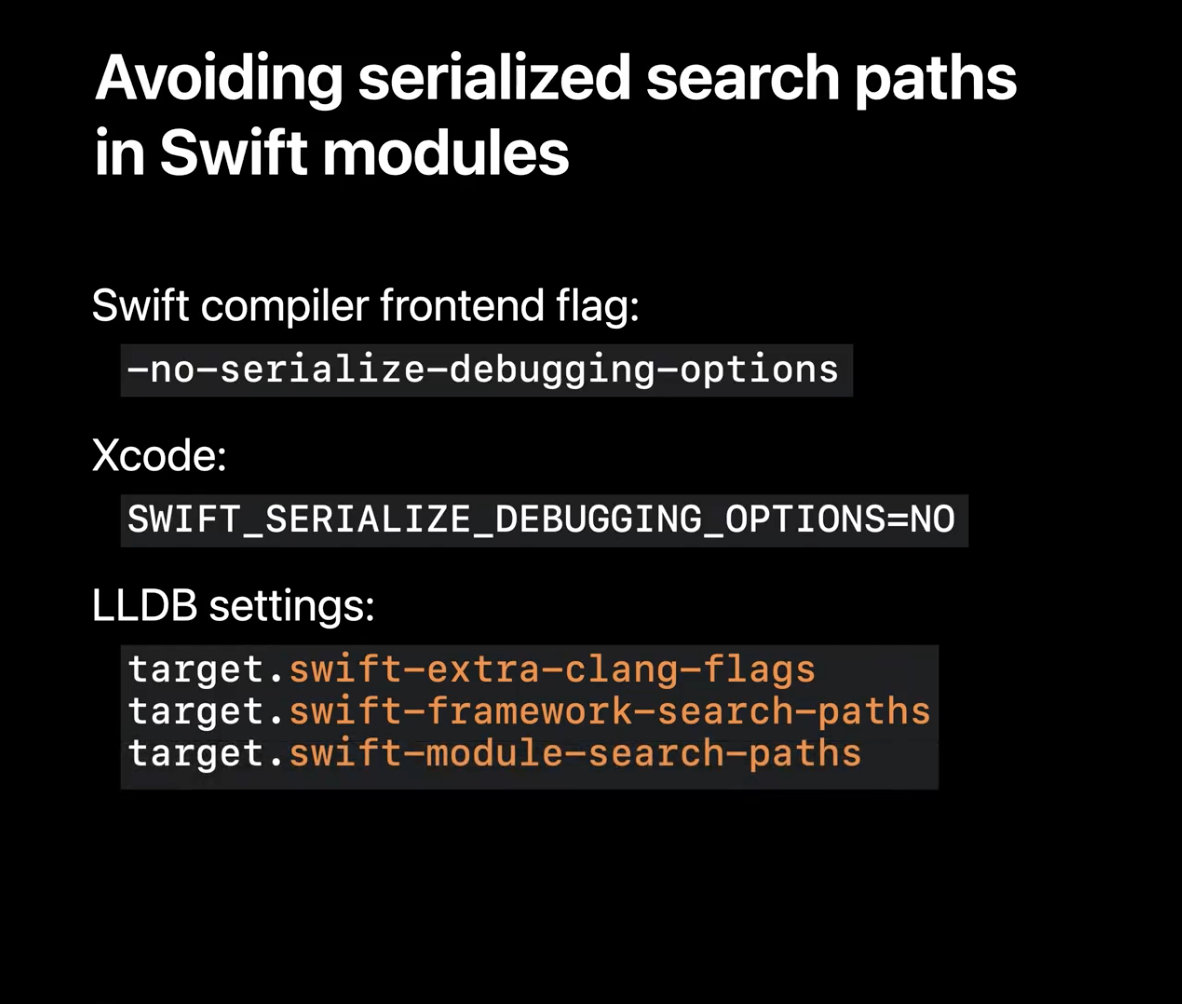 Avoiding serialized search paths
in Swift modules
Swift compiler frontend flag:
-no-serialize-debugging-options
Xcode:
SWIFT_SERIALIZE_DEBUGGING_OPTIONS=NO
LLDB settings:
target.swift-extra-clang-flags
target.swift-framework-search-paths
target.swift-module-search-paths